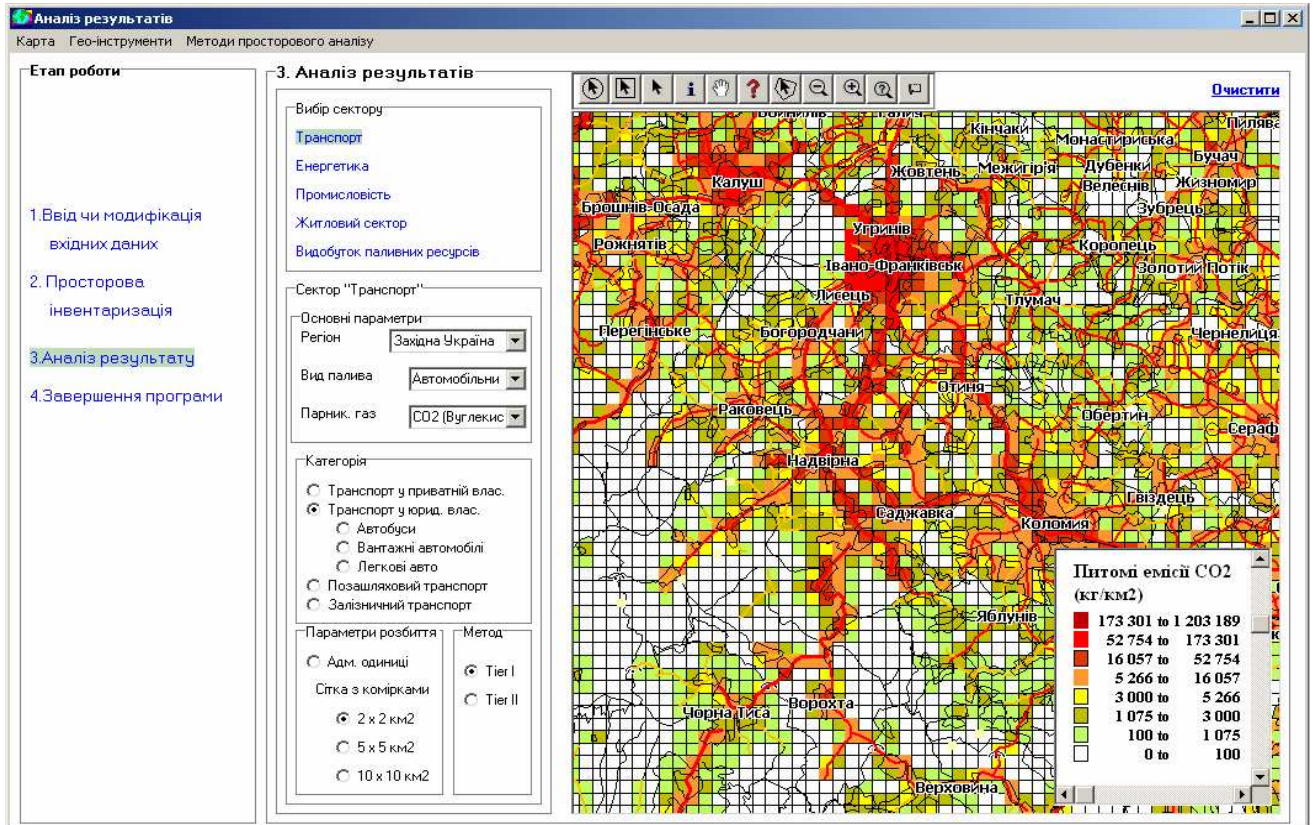 Аналіз результатів
Карта Гео-інструменти Методи просторового аналізу
Етап роботи
1.Ввід чи модифікація
вхідних даних
2. Просторова
інвентаризація
3.Аналіз результату
4.Завершення програми
3. Аналіз результатів
Вибір сектору
Транспорт
Енергетика
Промисловість
Житловий сектор
Видобуток паливних ресурсів
Сектор "Транспорт"
Основні параметри
Регіон Західна Україна
Вид палива Автомобільни
Парник. газ CO2 (Вуглекис
Категорія
Транспорт у приватній влас.
Транспорт у юрид. влас.
Автобуси
Вантажні автомобілі
Легкові авто
Позашляховий транспорт
Залізничний транспорт
Параметри розбиття
Адм. одиниці
Сітка з комірками
2 x 2 км2
5 x 5 км2
10 x 10 км2
Метод
Tier I
Tier II
Очистити
Войнилів
Галич
Кінчаки
Пилява
Монастириська
Бучач
Калуш
Жовтень
Межигір'я
Дубенки
Велеснів
Жизномир
Брошнів-Осада
Зубрець
Угринів
Рожнятів
Коропець
Івано-Франківськ
Золотий Потік
Лисець
Тлумач
Перегінське
Богородчани
Чернелиця
Отиня
Раковець
Обертин
Сераф
Надвірна
Гвіздець
Саджавка
Коломия
Яблунів
Чорна Тиса
Ворохта
Верховина
Питомі емісії CO2
(кг/км2)
173 301 to 1 203 189
52 754 to 173 301
16 057 to 52 754
5 266 to 16 057
3 000 to 5 266
1 075 to 3 000
100 to 1 075
0 to 100